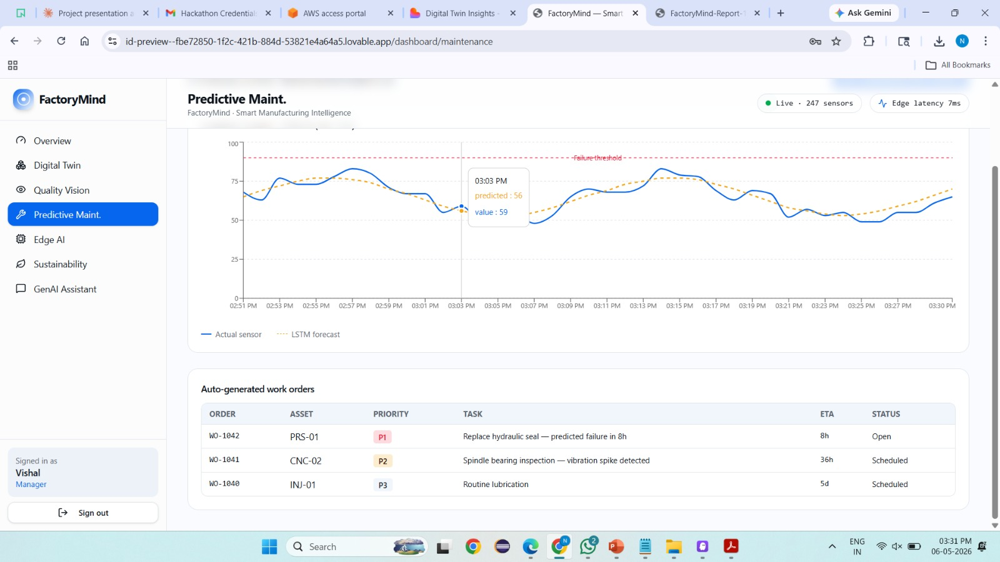 Project presentation a
Hackathon Credentials
AWS access portal
Digital Twin Insights -
FactoryMind — Smart
FactoryMind-Report-1
Ask Gemini
id-preview--fbe72850-1f2c-421b-884d-53821e4a64a5.lovable.app/dashboard/maintenance
N
All Bookmarks
FactoryMind
Overview
Digital Twin
Quality Vision
Predictive Maint.
Edge AI
Sustainability
GenAI Assistant
Signed in as
Vishal
Manager
Sign out
Predictive Maint.
FactoryMind · Smart Manufacturing Intelligence
Live · 247 sensors
Edge latency 7ms
100
75
50
25
0
Failure threshold
03:03 PM
predicted : 56
value : 59
02:51 PM 02:53 PM 02:55 PM 02:57 PM 02:59 PM 03:01 PM 03:03 PM 03:05 PM 03:07 PM 03:09 PM 03:11 PM 03:13 PM 03:15 PM 03:17 PM 03:19 PM 03:21 PM 03:23 PM 03:25 PM 03:27 PM 03:30 PM
Actual sensor LSTM forecast
Auto-generated work orders
ORDER ASSET PRIORITY TASK ETA STATUS
WO-1042 PRS-01 P1 Replace hydraulic seal — predicted failure in 8h 8h Open
WO-1041 CNC-02 P2 Spindle bearing inspection — vibration spike detected 36h Scheduled
WO-1040 INJ-01 P3 Routine lubrication 5d Scheduled
Search
N
2
ENG
IN
03:31 PM
06-05-2026